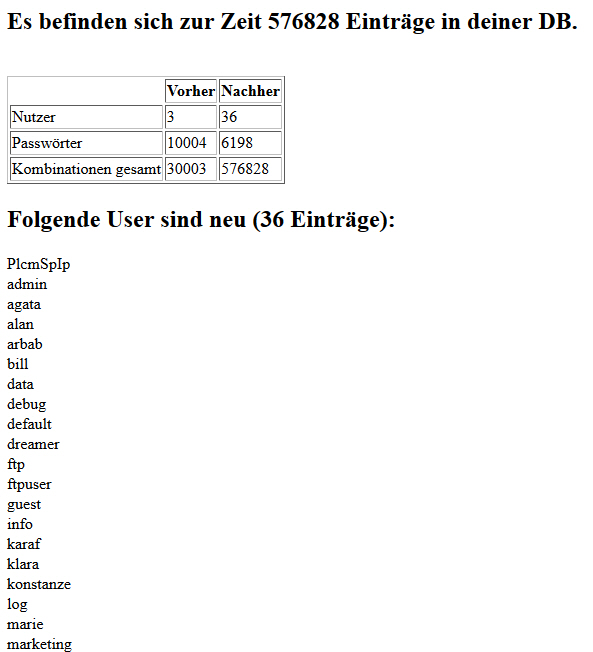 Es befinden sich zur Zeit 576828 Einträge in deiner DB.
Vorher Nachher
Nutzer 3 36
Passwörter 10004 6198
Kombinationen gesamt 30003 576828
Folgende User sind neu (36 Einträge):
PlcmSpIp
admin
agata
alan
arbab
bill
data
debug
default
dreamer
ftp
ftpuser
guest
info
karaf
klara
konstanze
log
marie
marketing